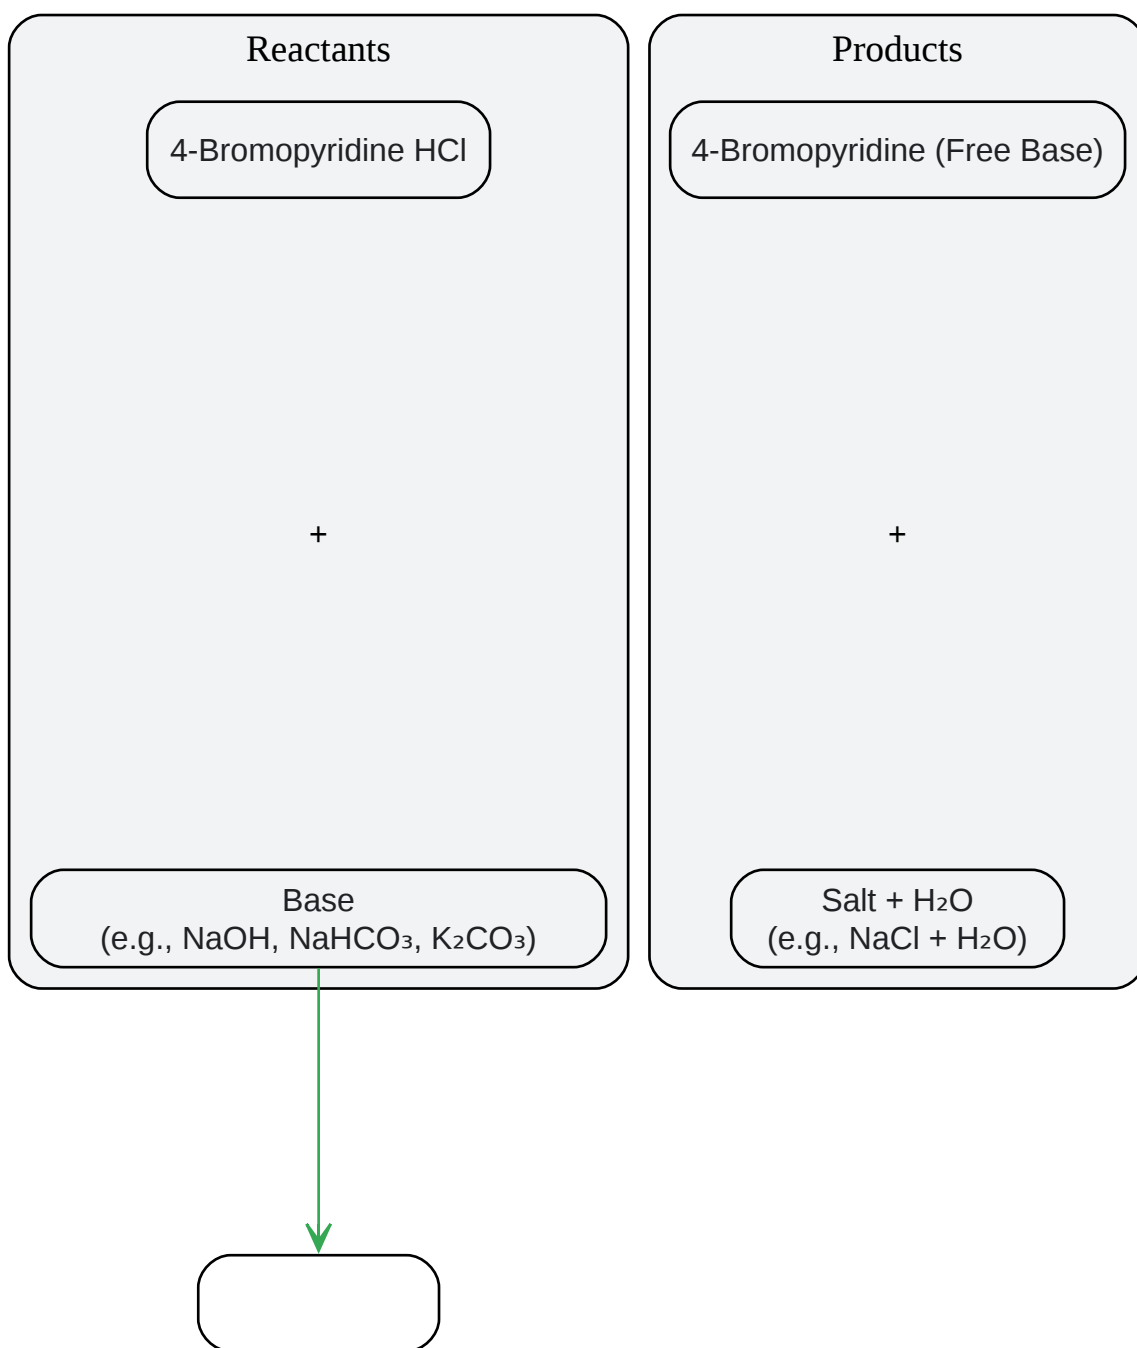 Reactants
4-Bromopyridine HCl
+
Base
(e.g., NaOH, NaHCO₃, K₂CO₃)
Products
4-Bromopyridine (Free Base)
+
Salt + H₂O
(e.g., NaCl + H₂O)